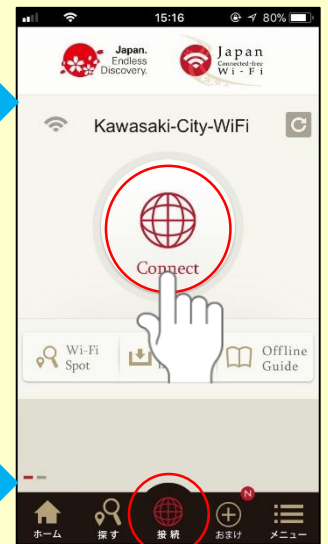 15:16
80%
Japan.
Endless
Discovery.
Japan
Connected-free
Wi-Fi
Kawasaki-City-WiFi
Connect
Wi-Fi
Spot
Offline
Guide
N
ホーム
探す
接続
おまけ
メニュー